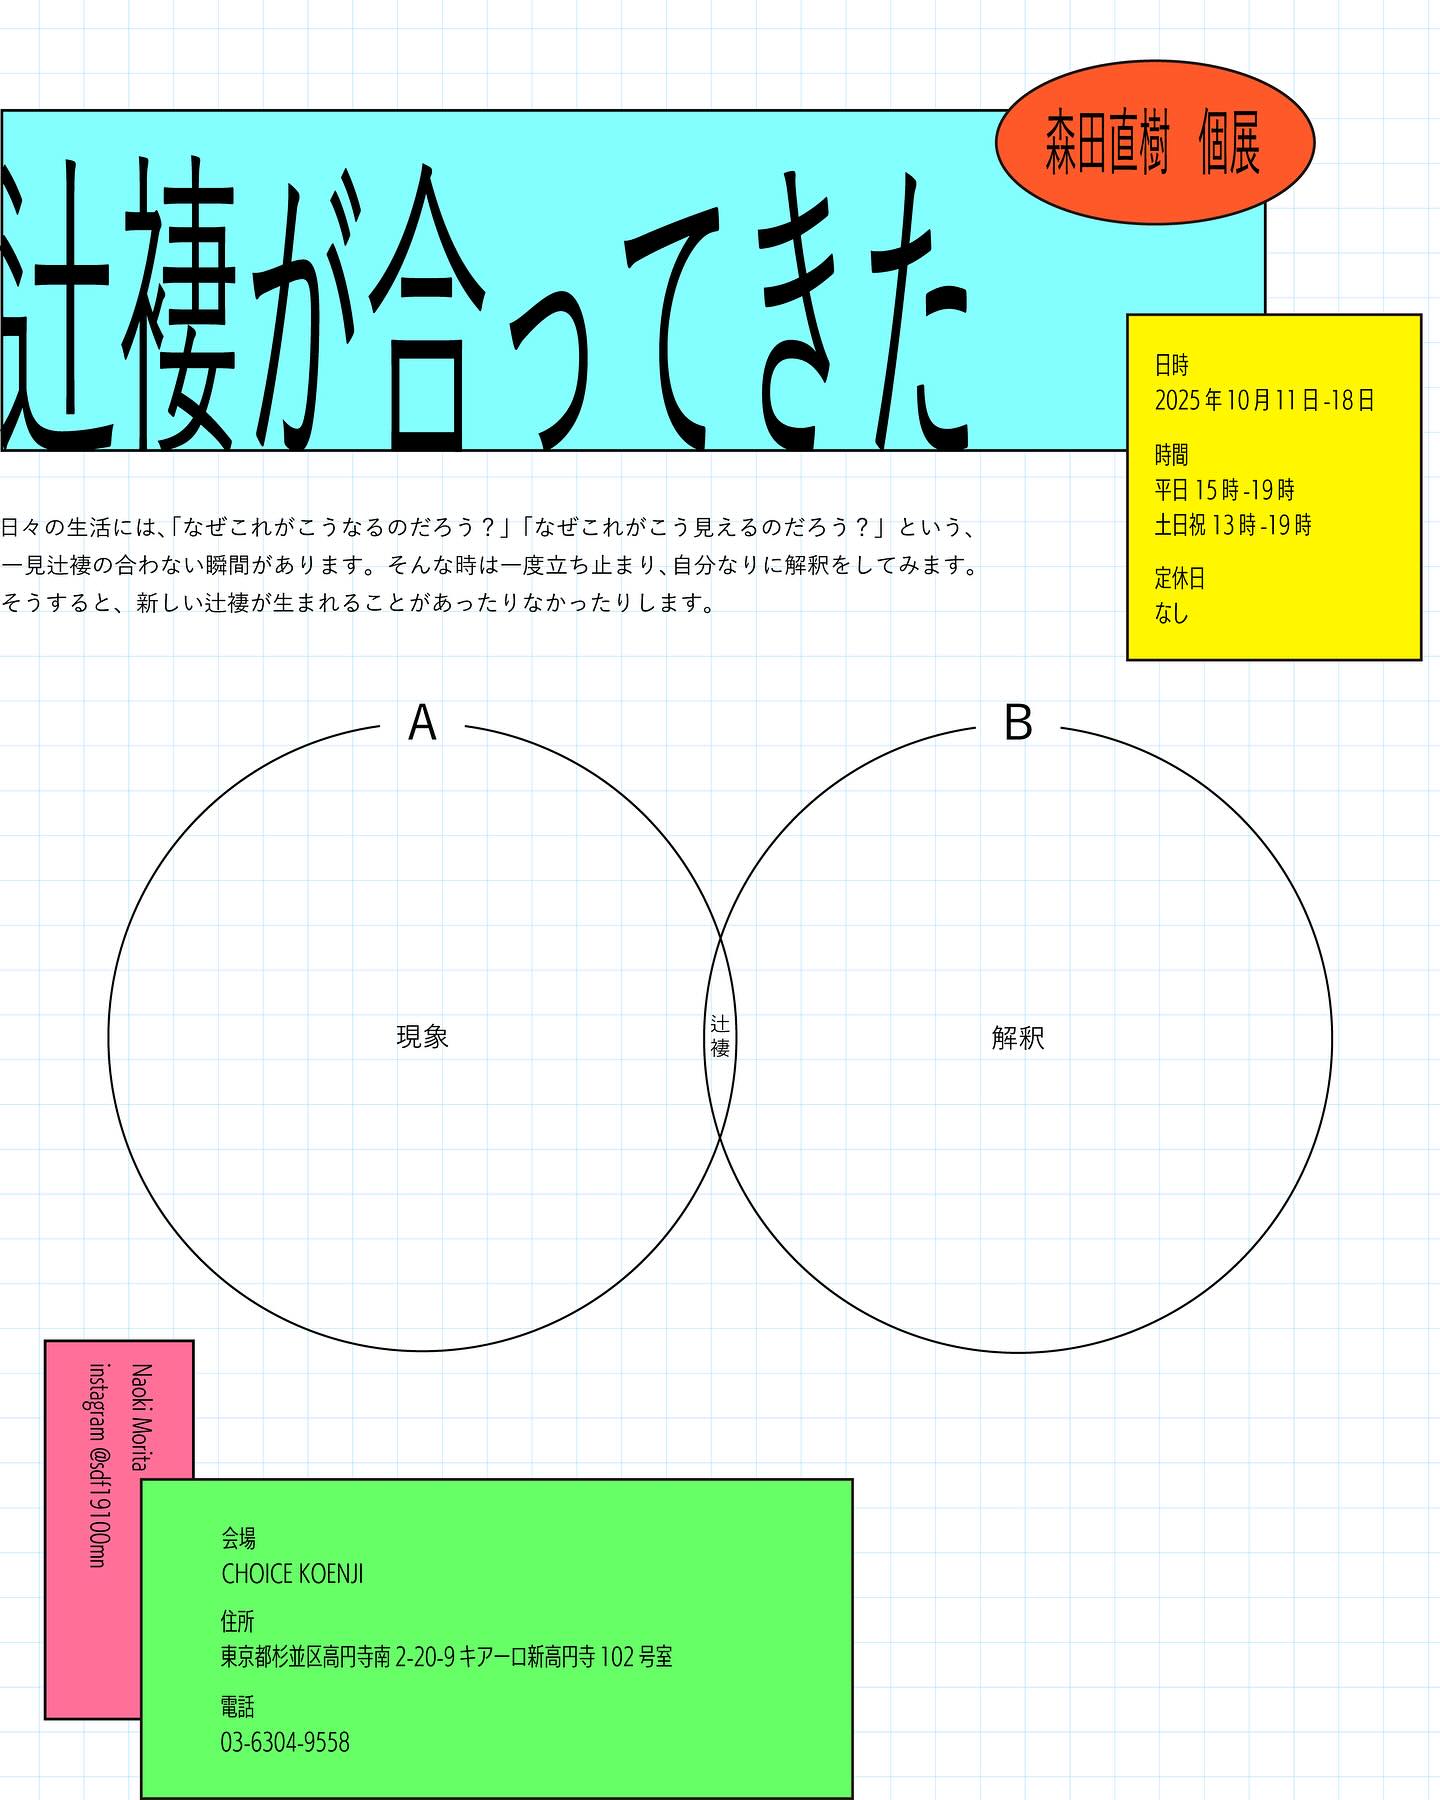 森田直樹　個展
辻褄が合ってきた
日時
2025年10月11日-18日
時間
平日 15時-19時
土日祝 13時-19時
定休日
なし
日々の生活には、「なぜこれがこうなるのだろう？」「なぜこれがこう見えるのだろう？」という、
一見辻褄の合わない瞬間があります。そんな時は一度立ち止まり、自分なりに解釈をしてみます。
そうすると、新しい辻褄が生まれることがあったりなかったりします。
A
B
現象
辻褄
解釈
Naoki Morita
instagram @sdf19100mn
会場
CHOICE KOENJI
住所
東京都杉並区高円寺南 2-20-9 キアーロ新高円寺 102 号室
電話
03-6304-9558